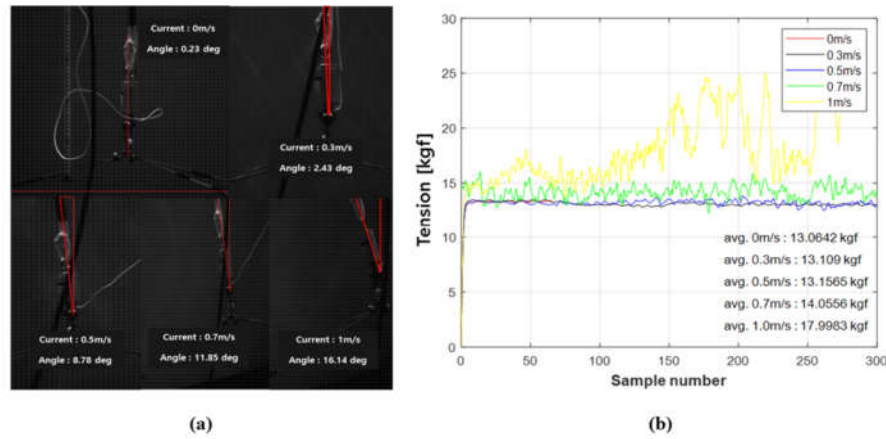 Current : 0m/s
Angle : 0.23 deg
Current : 0.3m/s
Angle : 2.43 deg
Current : 0.5m/s
Angle : 8.78 deg
Current : 0.7m/s
Angle : 11.85 deg
Current : 1m/s
Angle : 16.14 deg
(a)
Tension [kgf]
30
25
20
15
10
5
0
0m/s
0.3m/s
0.5m/s
0.7m/s
1m/s
avg. 0m/s : 13.0642 kgf
avg. 0.3m/s : 13.109 kgf
avg. 0.5m/s : 13.1565 kgf
avg. 0.7m/s : 14.0556 kgf
avg. 1.0m/s : 17.9983 kgf
0 50 100 150 200 250 300
Sample number
(b)